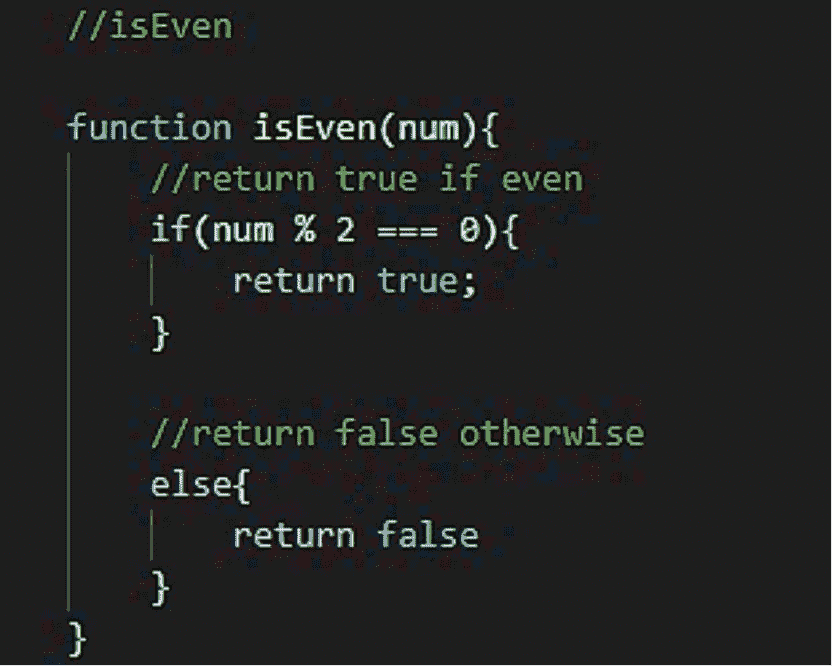 //isEven
function isEven(num){
    //return true if even
    if(num % 2 === 0){
        return true;
    }
    //return false otherwise
    else{
        return false
    }
}